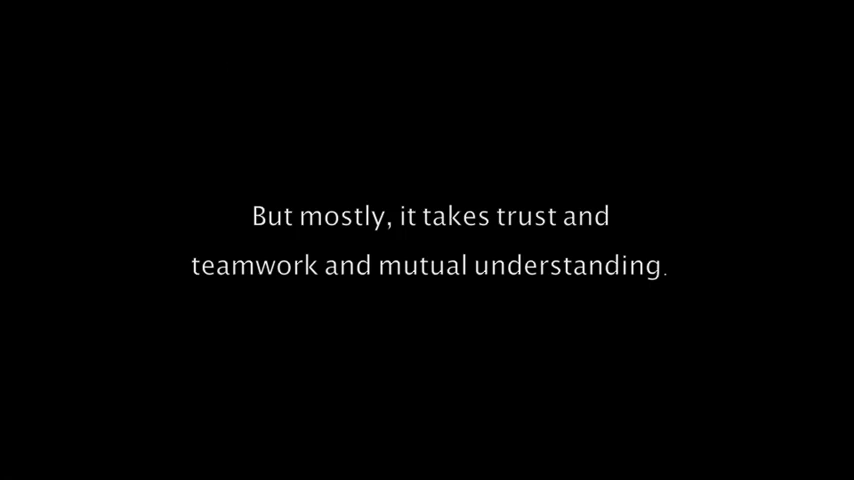 But mostly, it takes trust and
teamwork and mutual understanding.